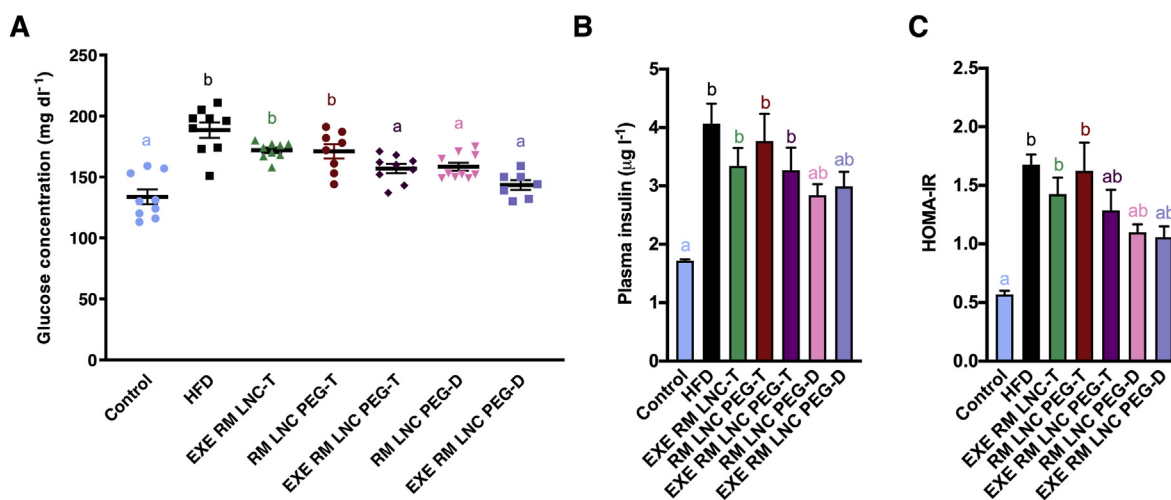 A
Glucose concentration (mg dl⁻¹)
250
200
150
100
50
0
a
b
b
b
a
a
a
Control
HFD
EXE RM LNC-T
RM LNC PEG-T
EXE RM LNC PEG-T
RM LNC PEG-D
EXE RM LNC PEG-D
B
Plasma insulin (µg l⁻¹)
5
4
3
2
1
0
a
b
b
b
b
ab
ab
Control
HFD
EXE RM LNC-T
RM LNC PEG-T
EXE RM LNC PEG-T
RM LNC PEG-D
EXE RM LNC PEG-D
C
HOMA-IR
2.5
2.0
1.5
1.0
0.5
0.0
a
b
b
b
ab
ab
ab
Control
HFD
EXE RM LNC-T
RM LNC PEG-T
EXE RM LNC PEG-T
RM LNC PEG-D
EXE RM LNC PEG-D